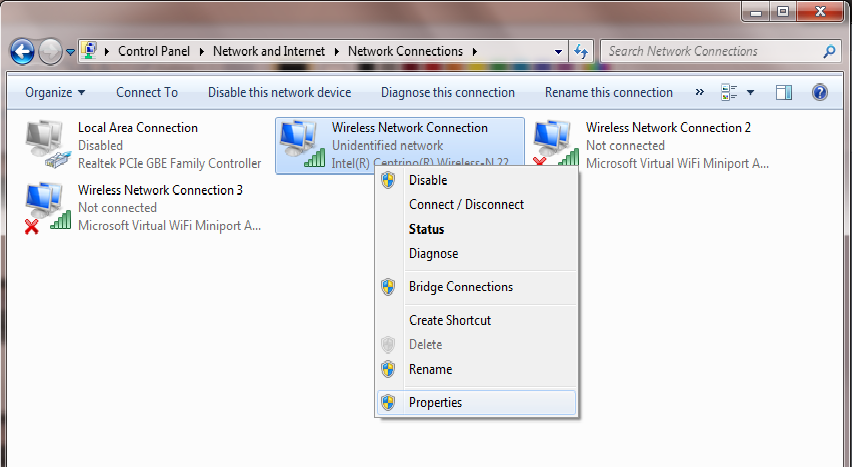 Control Panel Network and Internet Network Connections Search Network Connections
Organize Connect To Disable this network device Diagnose this connection Rename this connection »
Local Area Connection
Disabled
Realtek PCIe GBE Family Controller
Wireless Network Connection
Unidentified network
Intel(R) Centrino(R) Wireless-N 22...
Wireless Network Connection 2
Not connected
Microsoft Virtual WiFi Miniport A...
Wireless Network Connection 3
Not connected
Microsoft Virtual WiFi Miniport A...
Disable
Connect / Disconnect
Status
Diagnose
Bridge Connections
Create Shortcut
Delete
Rename
Properties